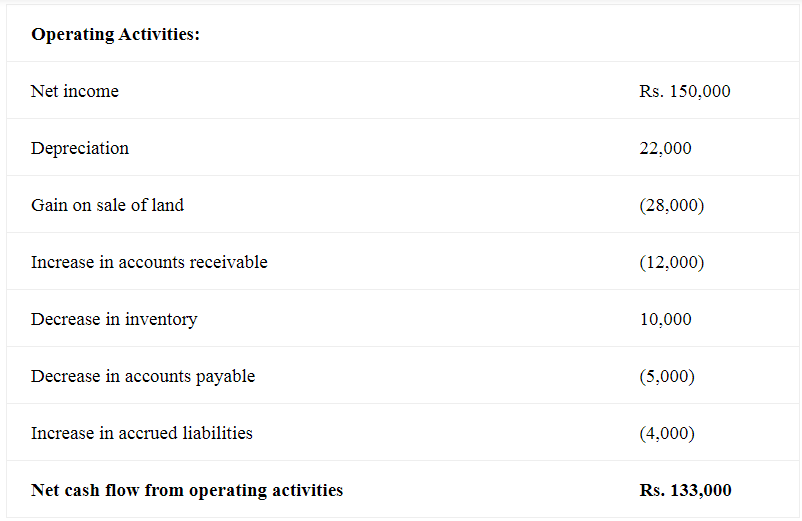 Operating Activities:
Net income Rs. 150,000
Depreciation 22,000
Gain on sale of land (28,000)
Increase in accounts receivable (12,000)
Decrease in inventory 10,000
Decrease in accounts payable (5,000)
Increase in accrued liabilities (4,000)
Net cash flow from operating activities Rs. 133,000